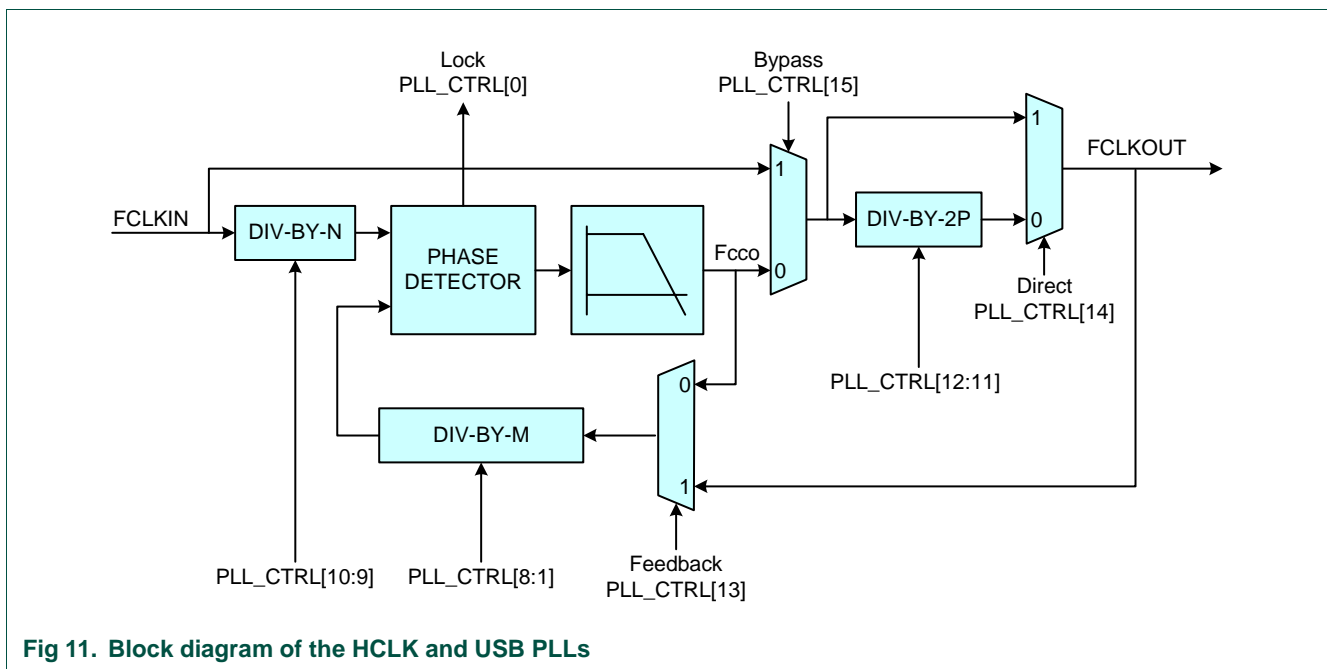 Lock
PLL_CTRL[0]
Bypass
PLL_CTRL[15]
1
1
FCLKOUT
FCLKIN
DIV-BY-N
PHASE
DETECTOR
Fcco
0
DIV-BY-2P
0
Direct
PLL_CTRL[14]
0
PLL_CTRL[12:11]
DIV-BY-M
1
PLL_CTRL[10:9]
PLL_CTRL[8:1]
Feedback
PLL_CTRL[13]
Fig 11. Block diagram of the HCLK and USB PLLs